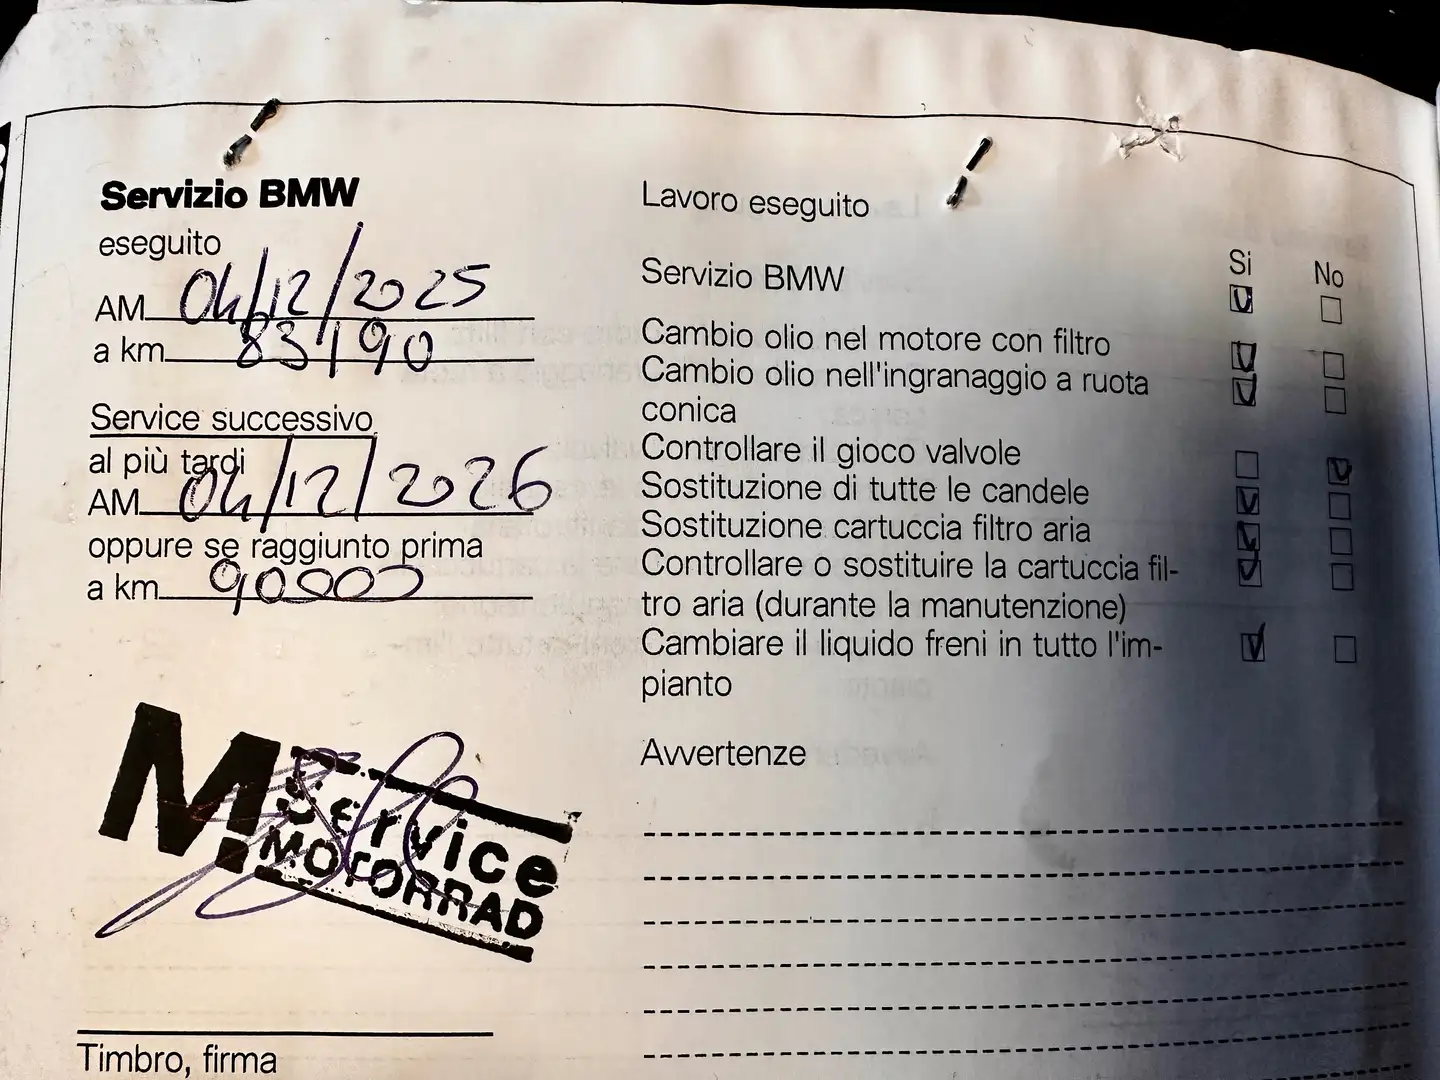 Servizio BMW
eseguito
AM 04/12/2025
a km 83190
Service successivo
al più tardi
AM 04/12/2026
oppure se raggiunto prima
a km 90000
M. Service
MOTORRAD
Timbro, firma
Lavoro eseguito
Si No
Servizio BMW
Cambio olio nel motore con filtro
Cambio olio nell'ingranaggio a ruota
conica
Controllare il gioco valvole
Sostituzione di tutte le candele
Sostituzione cartuccia filtro aria
Controllare o sostituire la cartuccia fil-
tro aria (durante la manutenzione)
Cambiare il liquido freni in tutto l'im-
pianto
Avvertenze